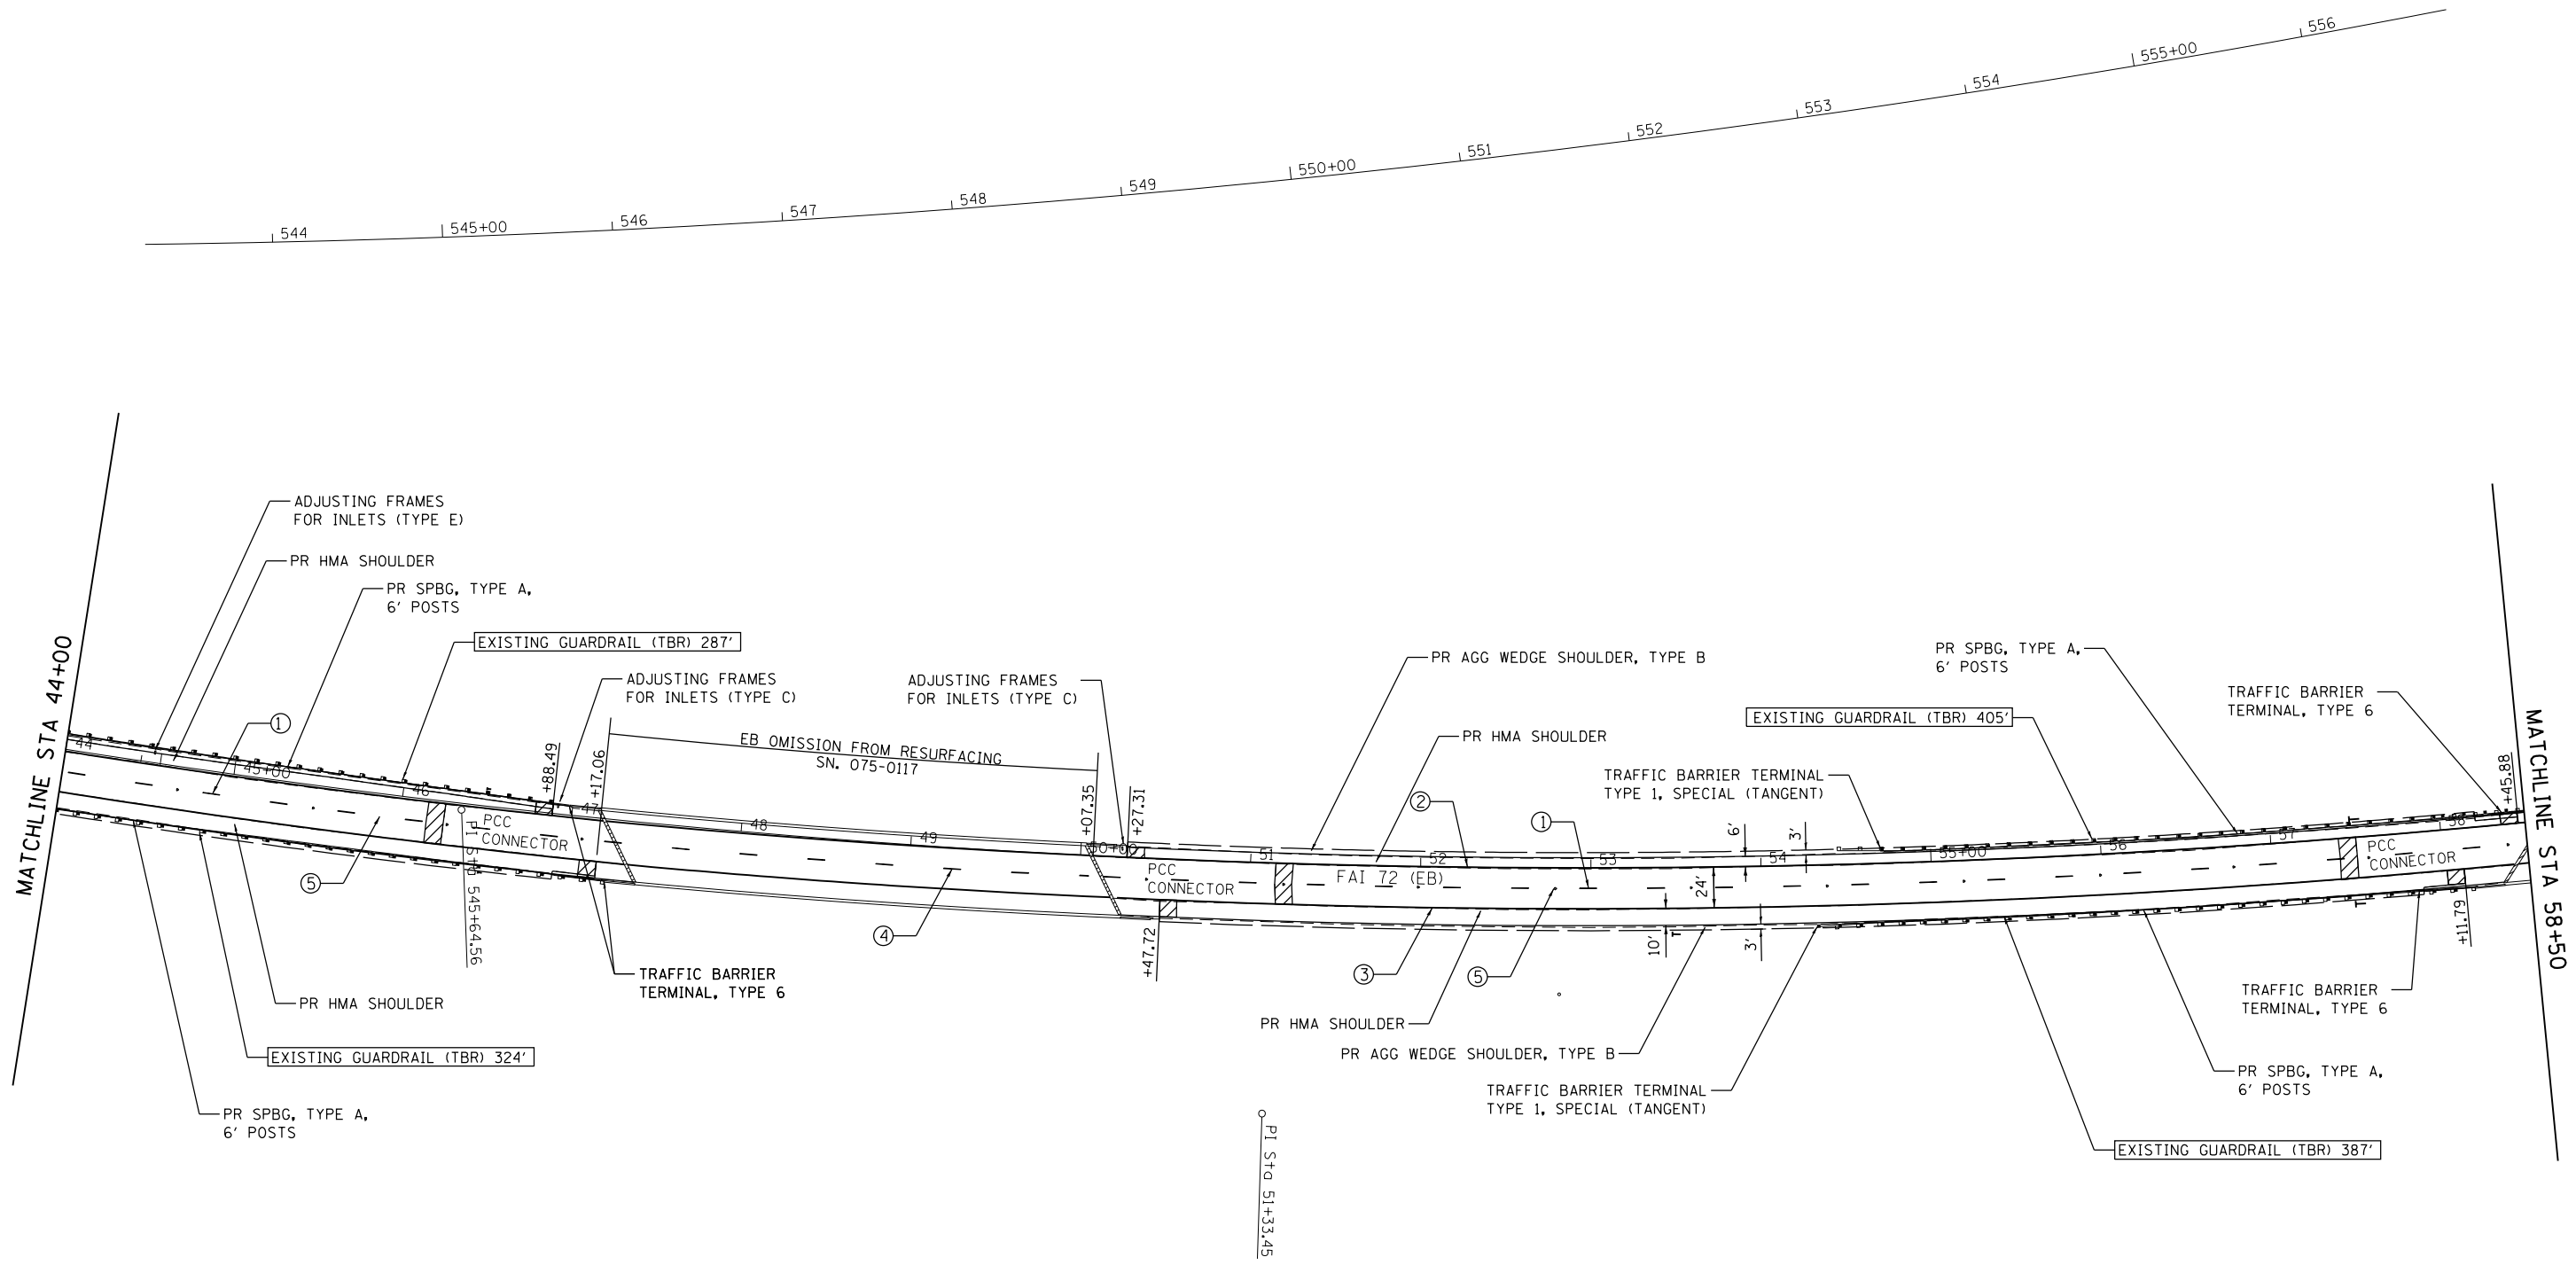 544
545+00
546
547
548
549
550+00
551
552
553
554
555+00
556
MATCHLINE STA 44+00
ADJUSTING FRAMES
FOR INLETS (TYPE E)
PR HMA SHOULDER
PR SPBG, TYPE A,
6' POSTS
EXISTING GUARDRAIL (TBR) 287'
ADJUSTING FRAMES
FOR INLETS (TYPE C)
ADJUSTING FRAMES
FOR INLETS (TYPE C)
1
EB OMISSION FROM RESURFACING
SN. 075-0117
+88.49
+17.06
+07.35
+27.31
PR AGG WEDGE SHOULDER, TYPE B
PR HMA SHOULDER
EXISTING GUARDRAIL (TBR) 405'
PR SPBG, TYPE A,
6' POSTS
TRAFFIC BARRIER
TERMINAL, TYPE 6
TRAFFIC BARRIER TERMINAL
TYPE 1, SPECIAL (TANGENT)
2
1
6'
3'
+45.88
MATCHLINE STA 58+50
44
45+00
46
47
48
49
50+00
51
52
53
54
55+00
56
57
58
PCC
CONNECTOR
PCC
CONNECTOR
FAI 72 (EB)
24'
PCC
CONNECTOR
PI Sta 545+64.56
5
4
+47.72
3
5
10'
3'
+11.79
TRAFFIC BARRIER
TERMINAL, TYPE 6
PR HMA SHOULDER
EXISTING GUARDRAIL (TBR) 324'
PR SPBG, TYPE A,
6' POSTS
PR HMA SHOULDER
PR AGG WEDGE SHOULDER, TYPE B
TRAFFIC BARRIER TERMINAL
TYPE 1, SPECIAL (TANGENT)
TRAFFIC BARRIER
TERMINAL, TYPE 6
PR SPBG, TYPE A,
6' POSTS
EXISTING GUARDRAIL (TBR) 387'
PI Sta 51+33.45